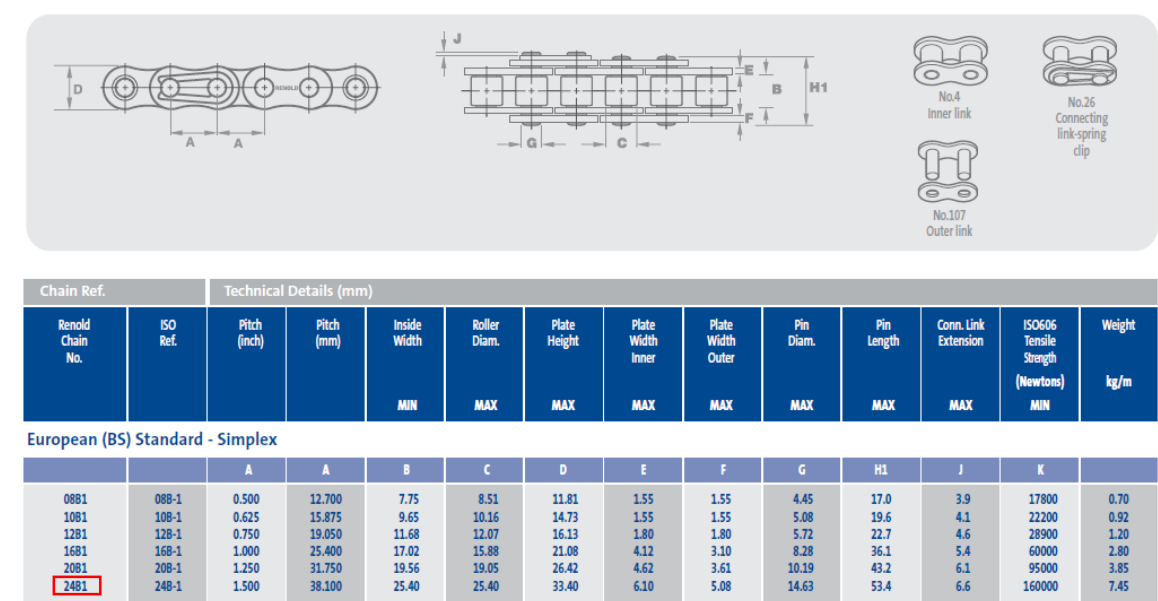 J
D
A
A
E
B
H1
F
G
C
RENOLD
No.4
Inner link
No.26
Connecting
link-spring
clip
No.107
Outer link
Chain Ref. Technical Details (mm)
Renold Chain No. ISO Ref. Pitch (inch) Pitch (mm) Inside Width MIN Roller Diam. MAX Plate Height MAX Plate Width Inner MAX Plate Width Outer MAX Pin Diam. MAX Pin Length MAX Conn. Link Extension MAX ISO606 Tensile Strength (Newtons) MIN Weight kg/m
European (BS) Standard - Simplex
A A B C D E F G H1 J K
08B1 08B-1 0.500 12.700 7.75 8.51 11.81 1.55 1.55 4.45 17.0 3.9 17800 0.70
10B1 10B-1 0.625 15.875 9.65 10.16 14.73 1.55 1.55 5.08 19.6 4.1 22200 0.92
12B1 12B-1 0.750 19.050 11.68 12.07 16.13 1.80 1.80 5.72 22.7 4.6 28900 1.20
16B1 16B-1 1.000 25.400 17.02 15.88 21.08 4.12 3.10 8.28 36.1 5.4 60000 2.80
20B1 20B-1 1.250 31.750 19.56 19.05 26.42 4.62 3.61 10.19 43.2 6.1 95000 3.85
24B1 24B-1 1.500 38.100 25.40 25.40 33.40 6.10 5.08 14.63 53.4 6.6 160000 7.45